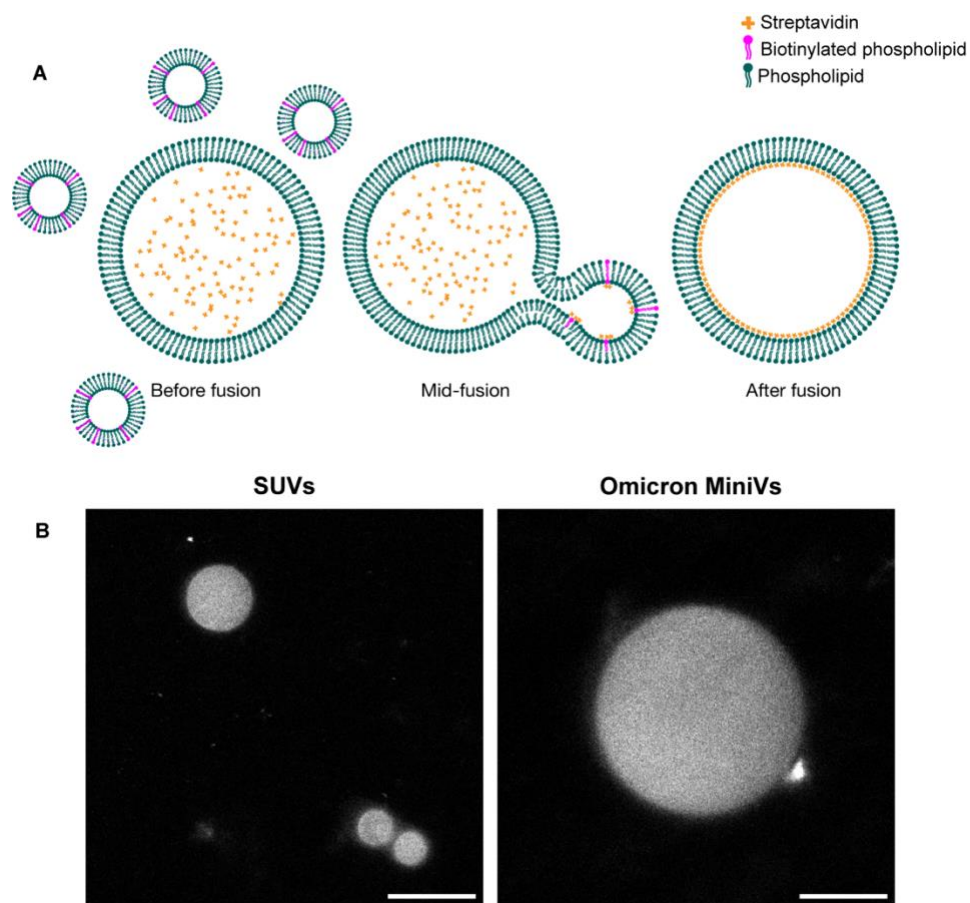 Streptavidin
Biotinylated phospholipid
Phospholipid
A
Before fusion
Mid-fusion
After fusion
SUVs
Omicron MiniVs
B